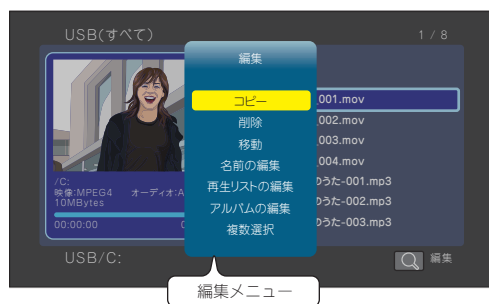 USB(すべて)
1 / 8
編集
コピー
削除
移動
名前の編集
再生リストの編集
アルバムの編集
複数選択
_001.mov
_002.mov
_003.mov
_004.mov
うた-001.mp3
うた-002.mp3
うた-003.mp3
/C:
映像:MPEG4 オーディオ:A
10MBytes
00:00:00
USB/C:
編集
編集メニュー